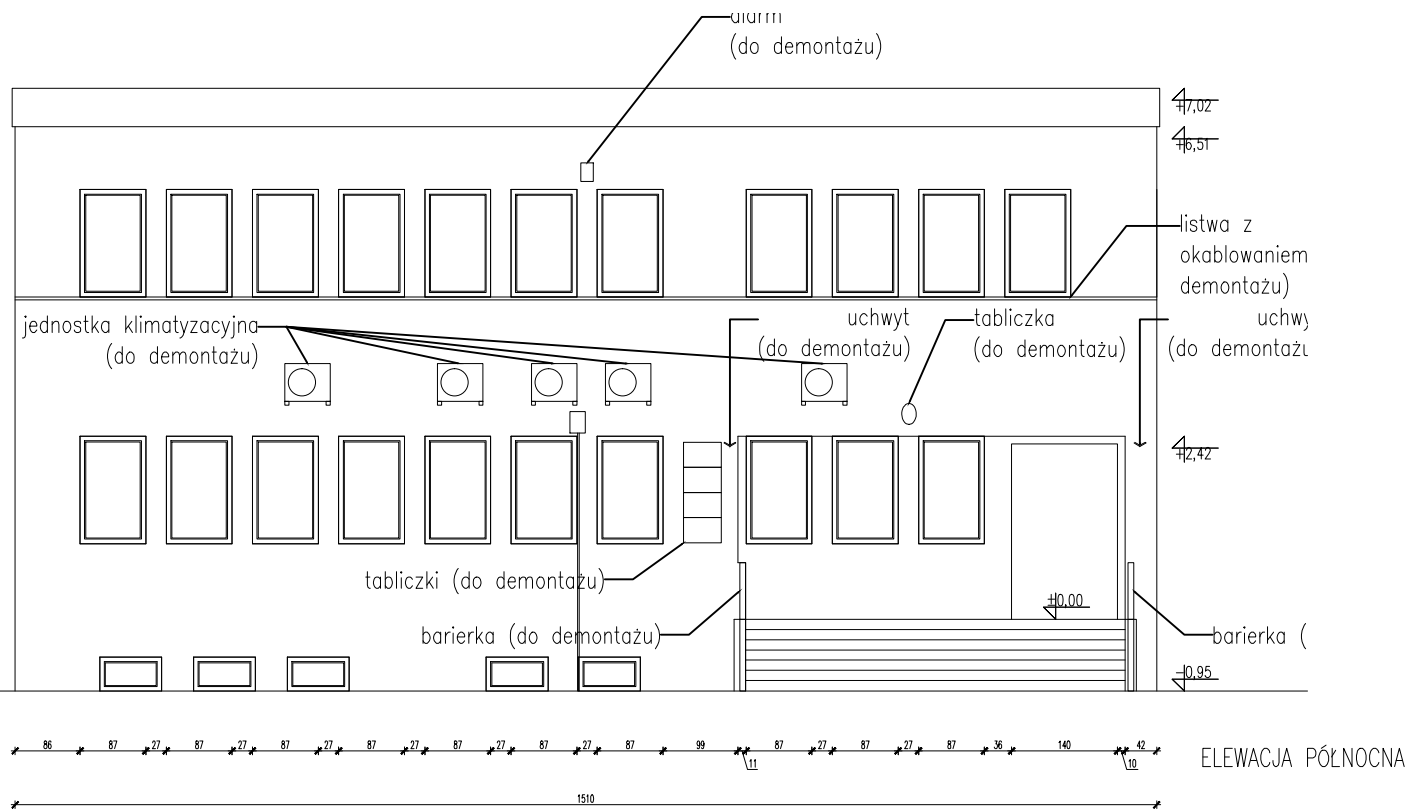 alarm
(do demontażu)
+7,02
+6,51
listwa z
okablowaniem
demontażu)
jednostka klimatyzacyjna
(do demontażu)
uchwyt
(do demontażu)
tabliczka
(do demontażu)
uchwy
(do demontażu
+2,42
tabliczki (do demontażu)
±0,00
barierka (do demontażu)
barierka (
-0,95
86 87 27 87 27 87 27 87 27 87 27 87 27 87 99 87 27 87 27 87 36 140 42
11 10
ELEWACJA PÓŁNOCNA
1510